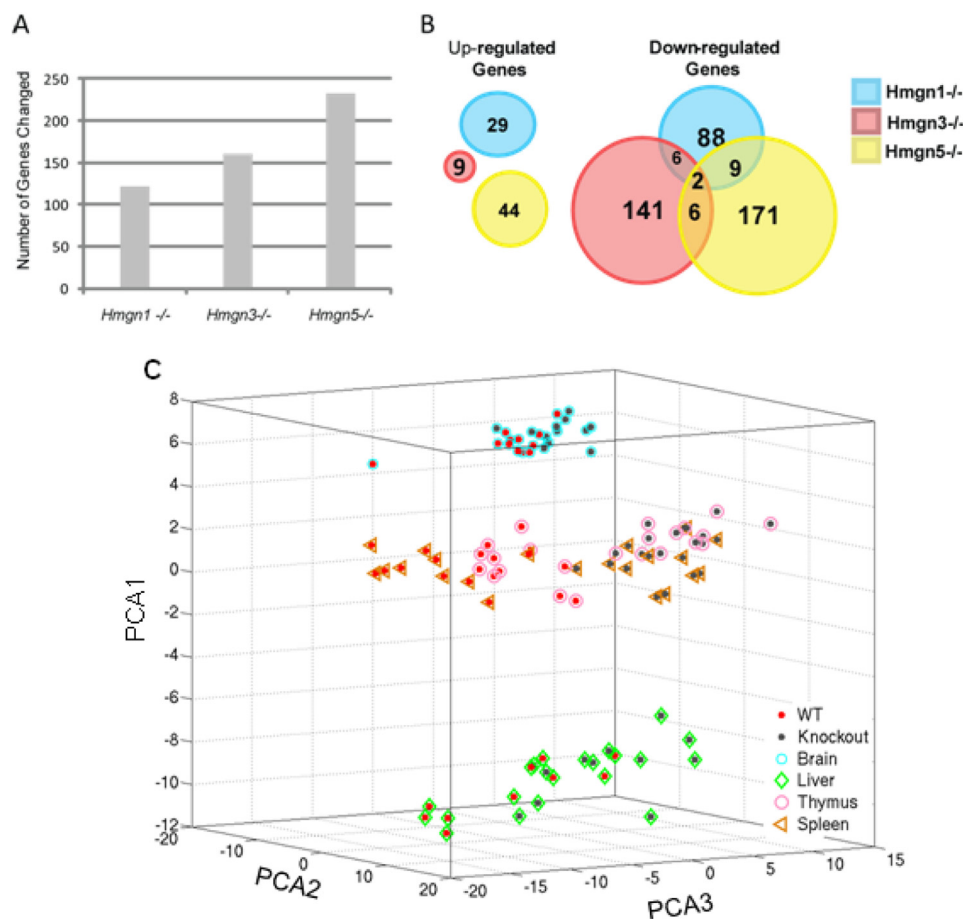 A
Number of Genes Changed
250
200
150
100
50
0
Hmgn1 -/-
Hmgn3-/-
Hmgn5-/-
B
Up-regulated
Genes
29
9
44
Down-regulated
Genes
88
6
9
2
141
6
171
Hmgn1-/-
Hmgn3-/-
Hmgn5-/-
C
PCA1
8
6
4
2
0
-2
-4
-6
-8
-10
-12
-20
-10
0
10
20
PCA2
-20
-15
-10
-5
0
5
10
15
PCA3
WT
Knockout
Brain
Liver
Thymus
Spleen